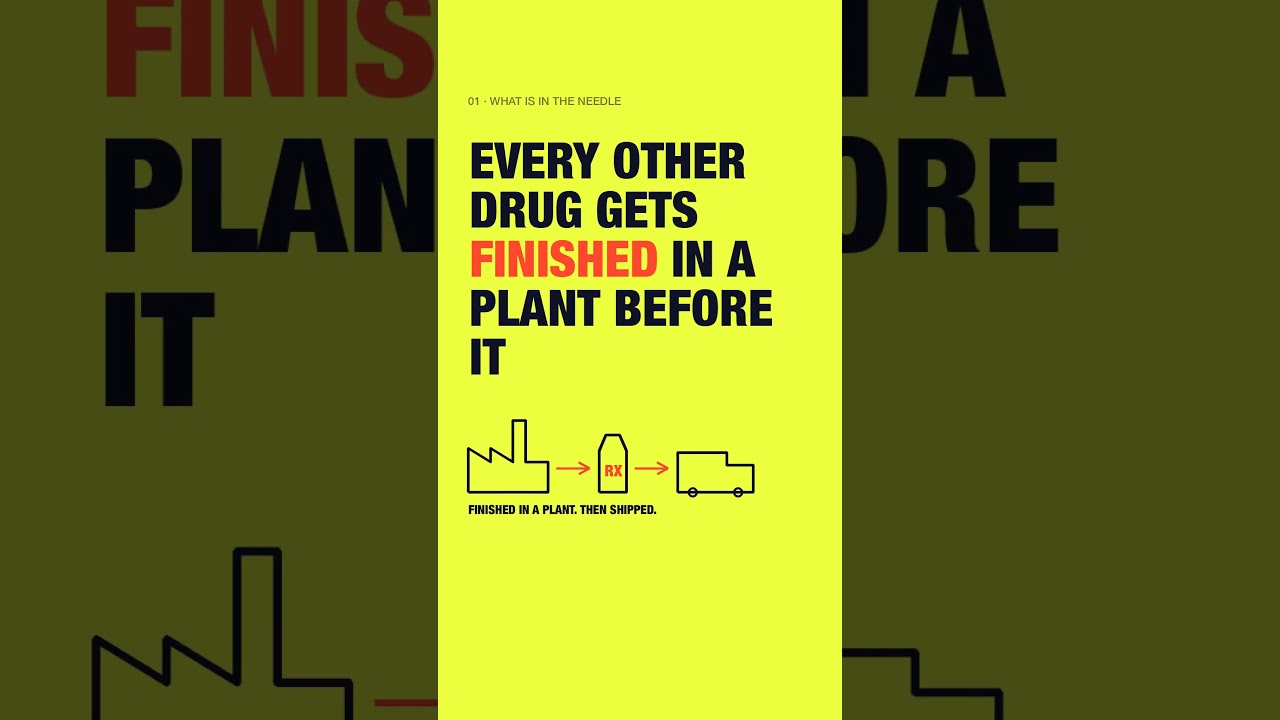 01 · WHAT IS IN THE NEEDLE
EVERY OTHER
DRUG GETS
FINISHED IN A
PLANT BEFORE
IT
RX
FINISHED IN A PLANT. THEN SHIPPED.